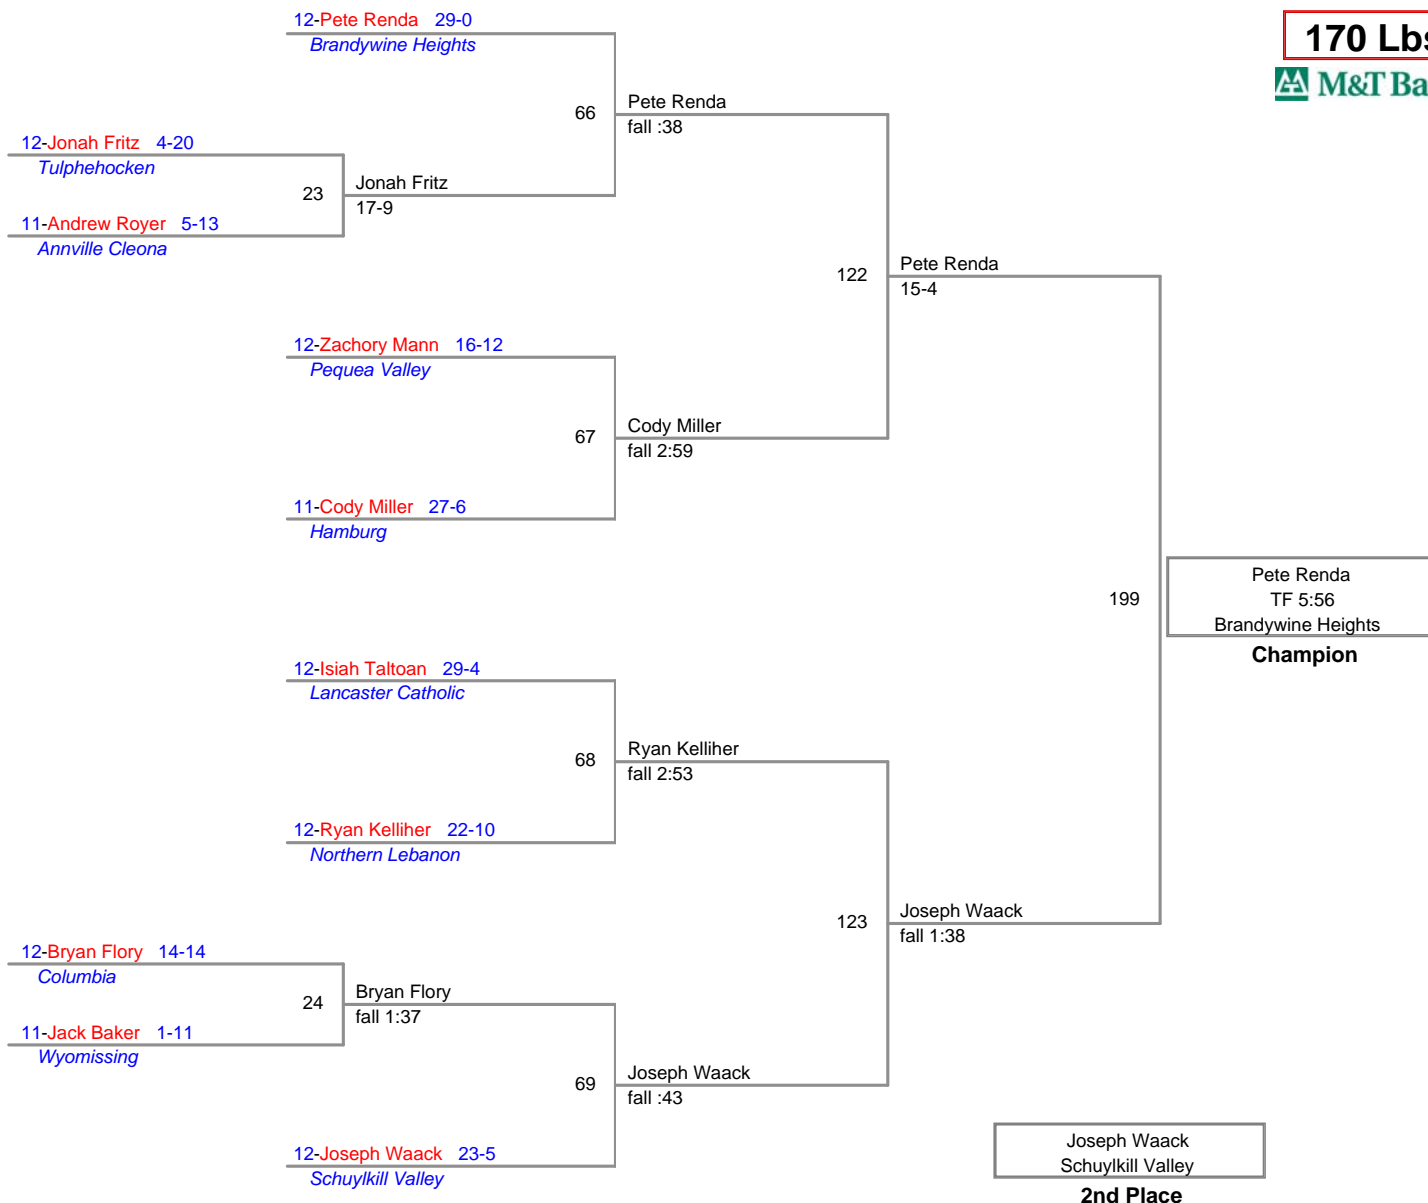 12-Pete Renda 29-0
Brandywine Heights
170 Lbs
M&T Ba
66
Pete Renda
fall :38
12-Jonah Fritz 4-20
Tulphehocken
23
Jonah Fritz
17-9
11-Andrew Royer 5-13
Annville Cleona
122
Pete Renda
15-4
12-Zachory Mann 16-12
Pequea Valley
67
Cody Miller
fall 2:59
11-Cody Miller 27-6
Hamburg
199
Pete Renda
TF 5:56
Brandywine Heights
Champion
12-Isiah Taltoan 29-4
Lancaster Catholic
68
Ryan Kelliher
fall 2:53
12-Ryan Kelliher 22-10
Northern Lebanon
123
Joseph Waack
fall 1:38
12-Bryan Flory 14-14
Columbia
24
Bryan Flory
fall 1:37
11-Jack Baker 1-11
Wyomissing
69
Joseph Waack
fall :43
12-Joseph Waack 23-5
Schuylkill Valley
Joseph Waack
Schuylkill Valley
2nd Place